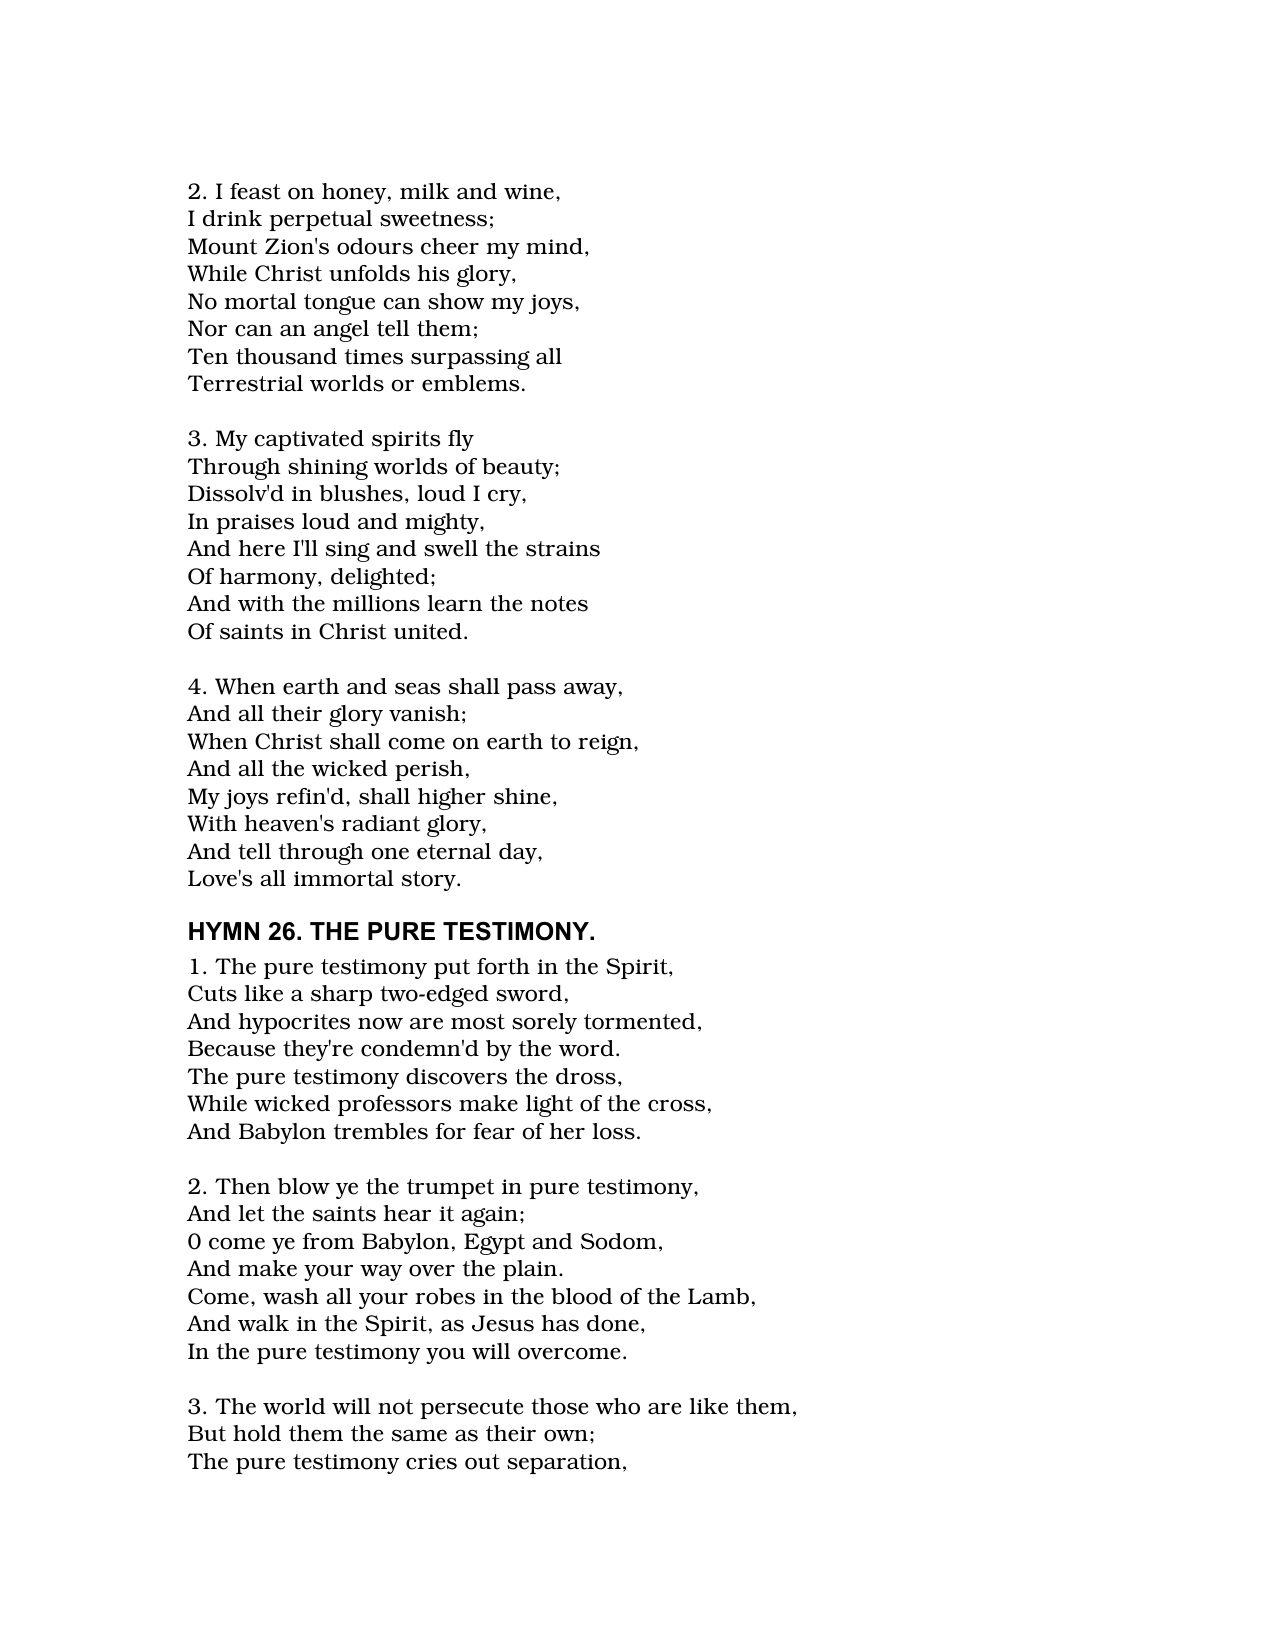 2. I feast on honey, milk and wine,
I drink perpetual sweetness;
Mount Zion's odours cheer my mind,
While Christ unfolds his glory,
No mortal tongue can show my joys,
Nor can an angel tell them;
Ten thousand times surpassing all
Terrestrial worlds or emblems.
3. My captivated spirits fly
Through shining worlds of beauty;
Dissolv'd in blushes, loud I cry,
In praises loud and mighty,
And here I'll sing and swell the strains
Of harmony, delighted;
And with the millions learn the notes
Of saints in Christ united.
4. When earth and seas shall pass away,
And all their glory vanish;
When Christ shall come on earth to reign,
And all the wicked perish,
My joys refin'd, shall higher shine,
With heaven's radiant glory,
And tell through one eternal day,
Love's all immortal story.
HYMN 26. THE PURE TESTIMONY.
1. The pure testimony put forth in the Spirit,
Cuts like a sharp two-edged sword,
And hypocrites now are most sorely tormented,
Because they're condemn'd by the word.
The pure testimony discovers the dross,
While wicked professors make light of the cross,
And Babylon trembles for fear of her loss.
2. Then blow ye the trumpet in pure testimony,
And let the saints hear it again;
0 come ye from Babylon, Egypt and Sodom,
And make your way over the plain.
Come, wash all your robes in the blood of the Lamb,
And walk in the Spirit, as Jesus has done,
In the pure testimony you will overcome.
3. The world will not persecute those who are like them,
But hold them the same as their own;
The pure testimony cries out separation,